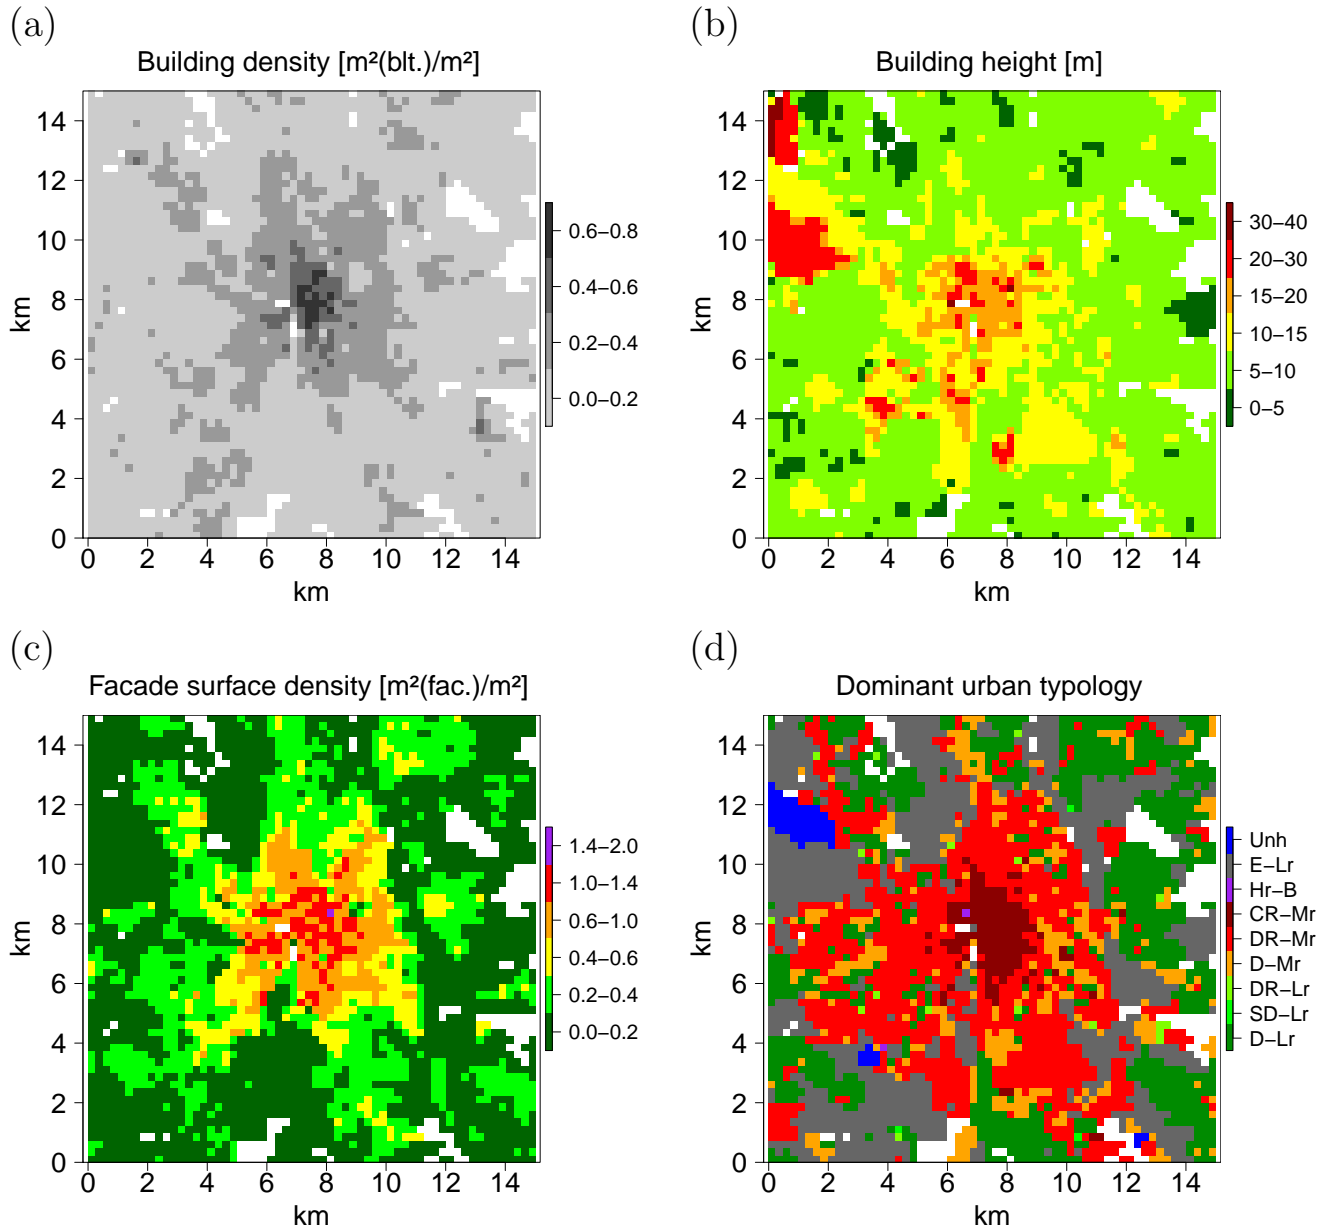 (a)
Building density [m²(blt.)/m²]
14
12
10
8
6
4
2
0
km
0 2 4 6 8 10 12 14
km
0.6–0.8
0.4–0.6
0.2–0.4
0.0–0.2
(b)
Building height [m]
14
12
10
8
6
4
2
0
km
0 2 4 6 8 10 12 14
km
30–40
20–30
15–20
10–15
5–10
0–5
(c)
Facade surface density [m²(fac.)/m²]
14
12
10
8
6
4
2
0
km
0 2 4 6 8 10 12 14
km
1.4–2.0
1.0–1.4
0.6–1.0
0.4–0.6
0.2–0.4
0.0–0.2
(d)
Dominant urban typology
14
12
10
8
6
4
2
0
km
0 2 4 6 8 10 12 14
km
Unh
E–Lr
Hr–B
CR–Mr
DR–Mr
D–Mr
DR–Lr
SD–Lr
D–Lr